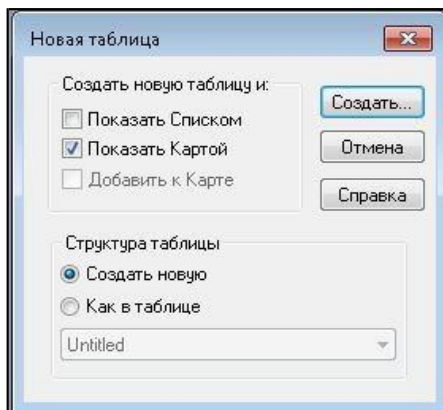 Новая таблица
Создать новую таблицу и:
Показать Списком
Показать Картой
Добавить к Карте
Создать...
Отмена
Справка
Структура таблицы
Создать новую
Как в таблице
Untitled